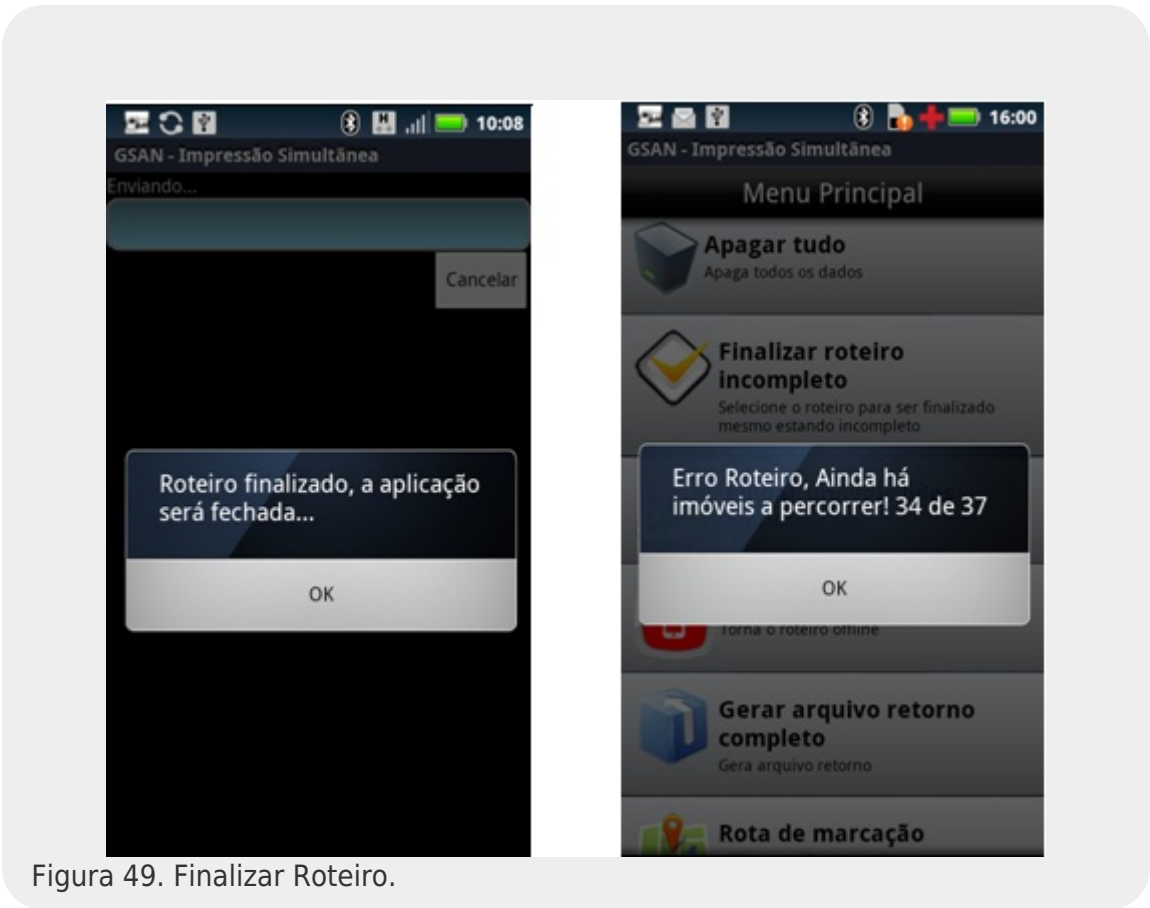 10:08
GSAN - Impressão Simultânea
Enviando...
Cancelar
Roteiro finalizado, a aplicação
será fechada...
OK
16:00
GSAN - Impressão Simultânea
Menu Principal
Apagar tudo
Apaga todos os dados
Finalizar roteiro
incompleto
Selecione o roteiro para ser finalizado
mesmo estando incompleto
Erro Roteiro, Ainda há
imóveis a percorrer! 34 de 37
OK
Torna o roteiro offline
Gerar arquivo retorno
completo
Gera arquivo retorno
Rota de marcação
Figura 49. Finalizar Roteiro.